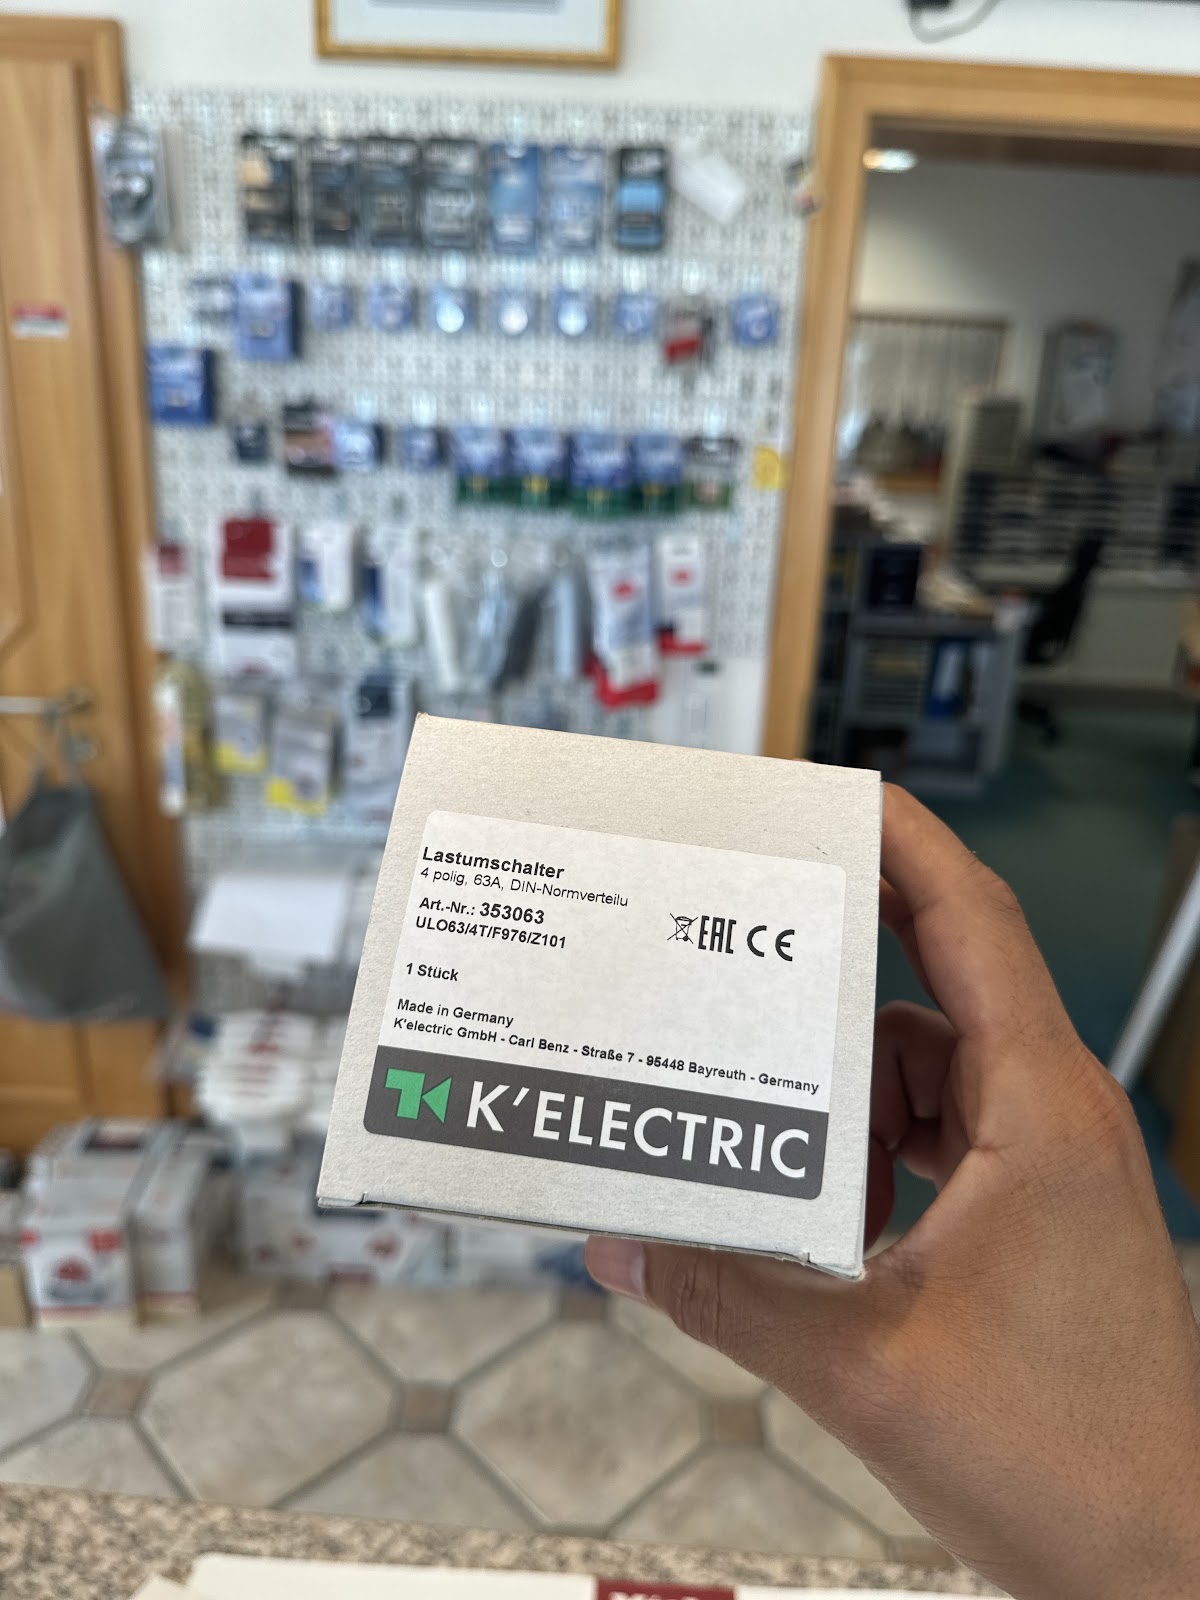 Lastumschalter
4 polig, 63A, DIN-Normverteilu
Art.-Nr.: 353063
ULO63/4T/F976/Z101
EAC CE
1 Stück
Made in Germany
K'electric GmbH - Carl Benz - Straße 7 - 95448 Bayreuth - Germany
K'ELECTRIC